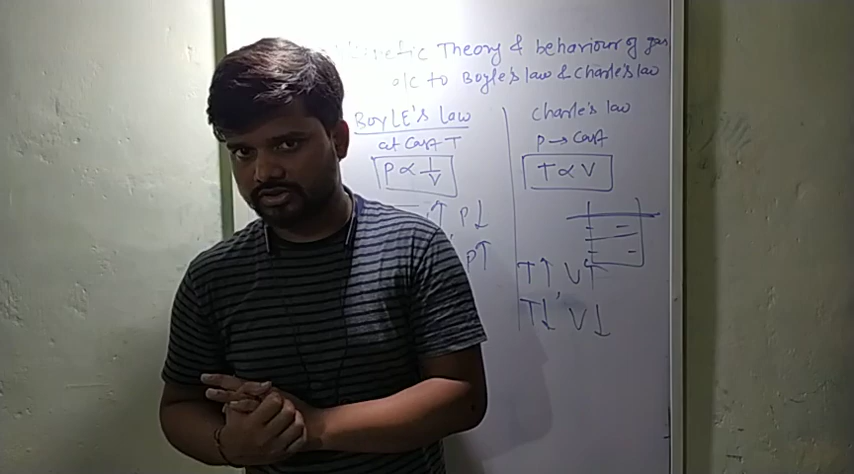 Kinetic Theory & behaviour of gas
a/c to Boyle's law & Charle's law
BOYLE'S Law
at Const T
P ∝ 1/V
↑ P↓
P↑
Charle's law
P → Const
T ∝ V
T↑ V↑
T↓, V↓